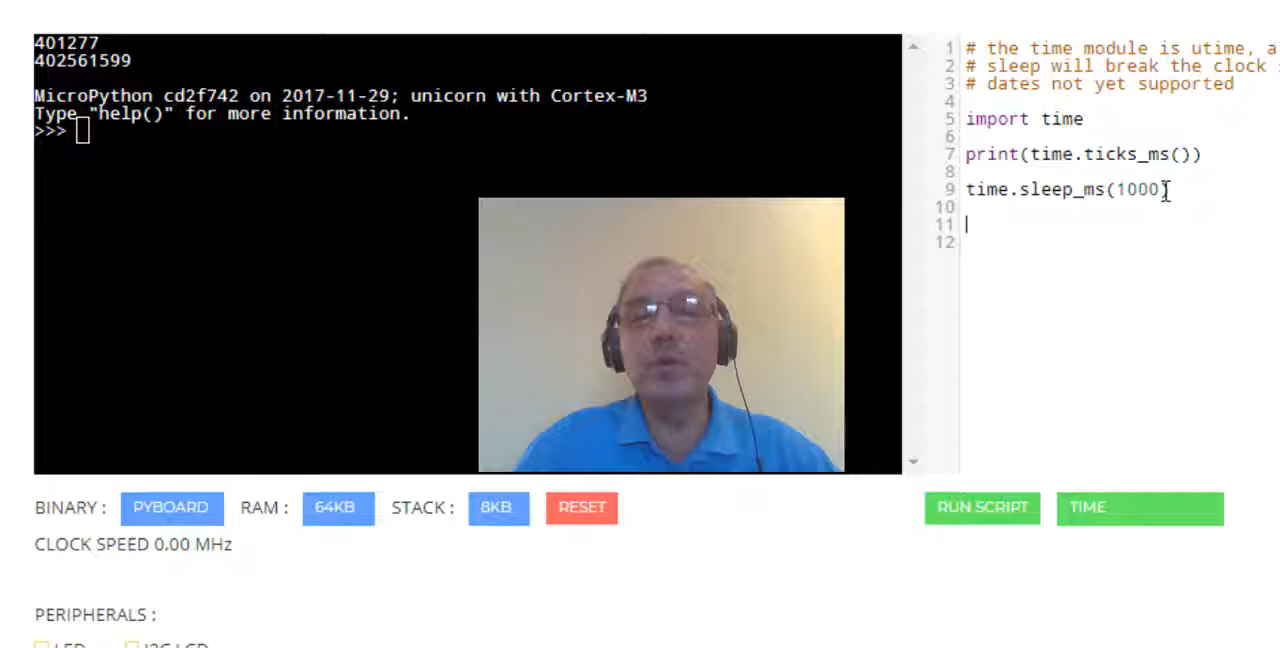 401277
402561599
MicroPython cd2f742 on 2017-11-29; unicorn with Cortex-M3
Type "help()" for more information.
>>>
1 # the time module is utime, a
2 # sleep will break the clock
3 # dates not yet supported
4
5 import time
6
7 print(time.ticks_ms())
8
9 time.sleep_ms(1000)
10
11
12
BINARY : PYBOARD RAM : 64KB STACK : 8KB RESET RUN SCRIPT TIME
CLOCK SPEED 0.00 MHz
PERIPHERALS :
LED I2C LCD